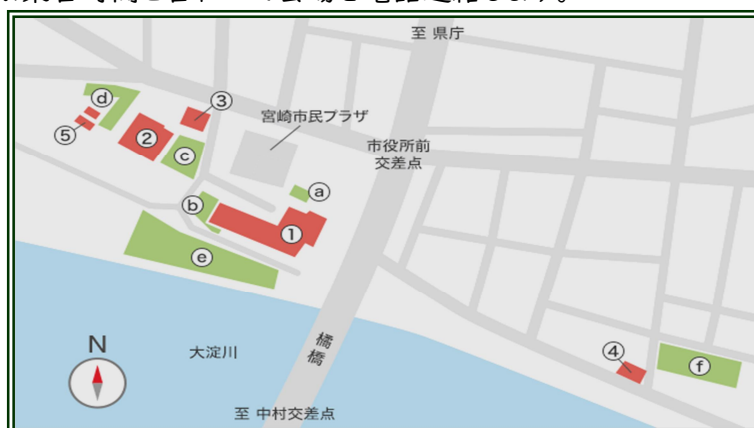 至 県庁
ⓓ
③
宮崎市民プラザ
⑤
②
ⓒ
市役所前
交差点
ⓐ
ⓑ
①
ⓔ
N
大淀川
橘橋
④
ⓕ
至 中村交差点